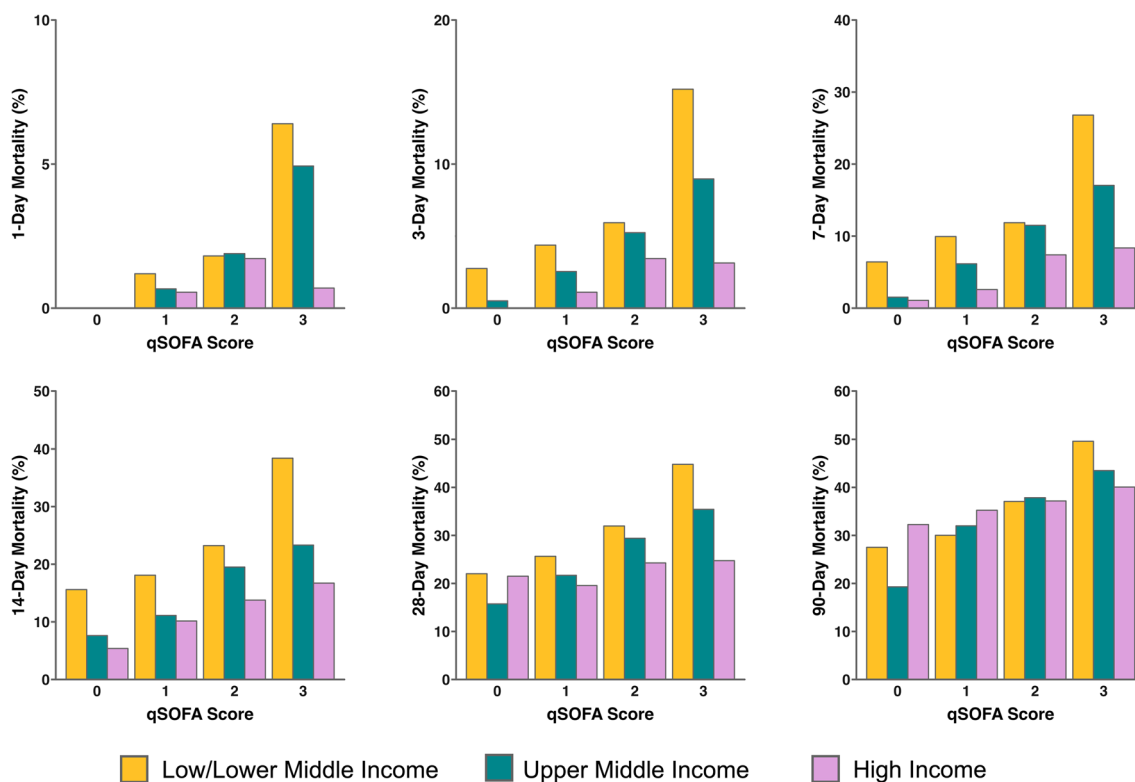 1-Day Mortality (%)
10
5
0
0 1 2 3
qSOFA Score
3-Day Mortality (%)
20
10
0
0 1 2 3
qSOFA Score
7-Day Mortality (%)
40
30
20
10
0
0 1 2 3
qSOFA Score
14-Day Mortality (%)
50
40
30
20
10
0
0 1 2 3
qSOFA Score
28-Day Mortality (%)
60
50
40
30
20
10
0
0 1 2 3
qSOFA Score
90-Day Mortality (%)
60
50
40
30
20
10
0
0 1 2 3
qSOFA Score
Low/Lower Middle Income Upper Middle Income High Income